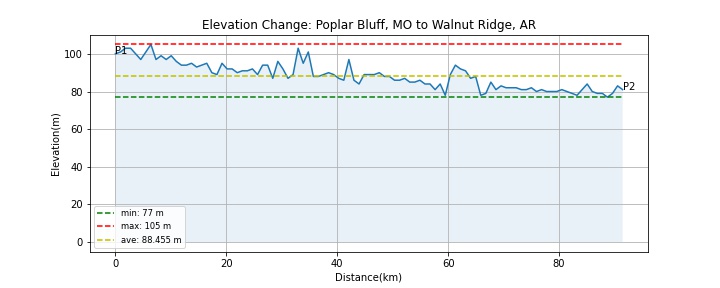 Elevation Change: Poplar Bluff, MO to Walnut Ridge, AR
100
80
60
40
20
0
Elevation(m)
P1
P2
min: 77 m
max: 105 m
ave: 88.455 m
0
20
40
60
80
Distance(km)